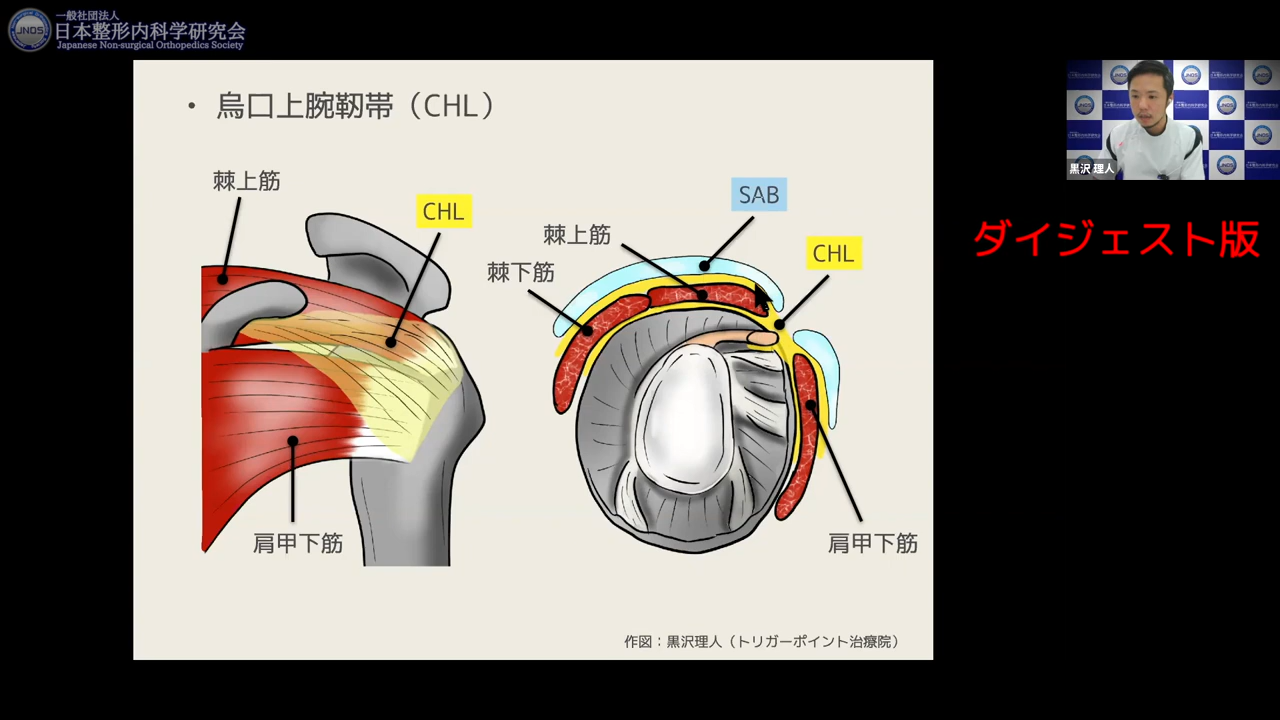 一般社団法人
日本整形内科学研究会
JNOS
Japanese Non-surgical Orthopedics Society
・ 烏口上腕靭帯（CHL）
棘上筋
CHL
肩甲下筋
SAB
棘上筋
CHL
棘下筋
肩甲下筋
作図：黒沢理人（トリガーポイント治療院）
黒沢 理人
ダイジェスト版